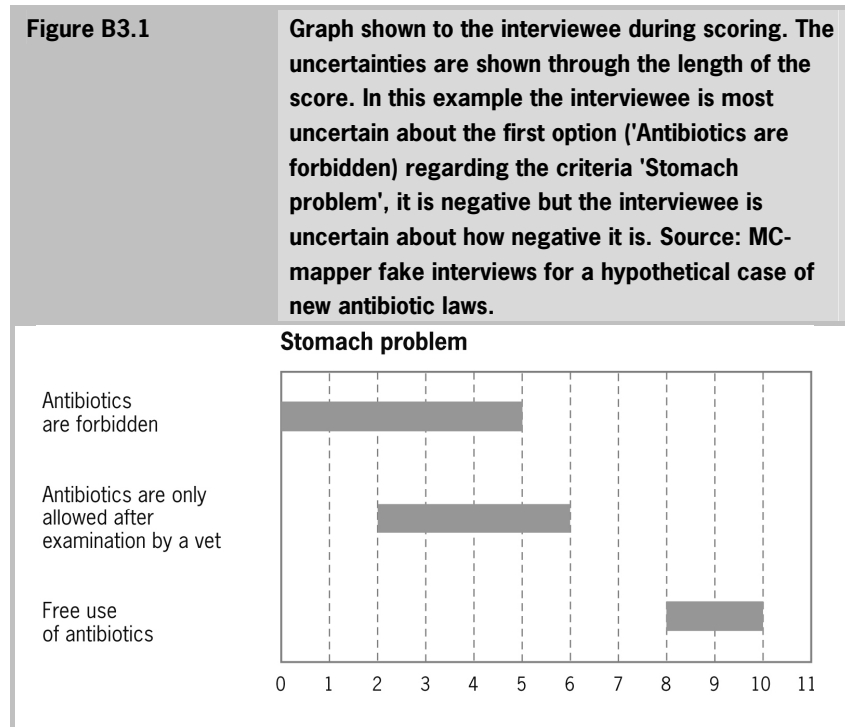 Figure B3.1
Graph shown to the interviewee during scoring. The
uncertainties are shown through the length of the
score. In this example the interviewee is most
uncertain about the first option ('Antibiotics are
forbidden) regarding the criteria 'Stomach
problem', it is negative but the interviewee is
uncertain about how negative it is. Source: MC-
mapper fake interviews for a hypothetical case of
new antibiotic laws.
Stomach problem
Antibiotics
are forbidden
Antibiotics are only
allowed after
examination by a vet
Free use
of antibiotics
0 1 2 3 4 5 6 7 8 9 10 11